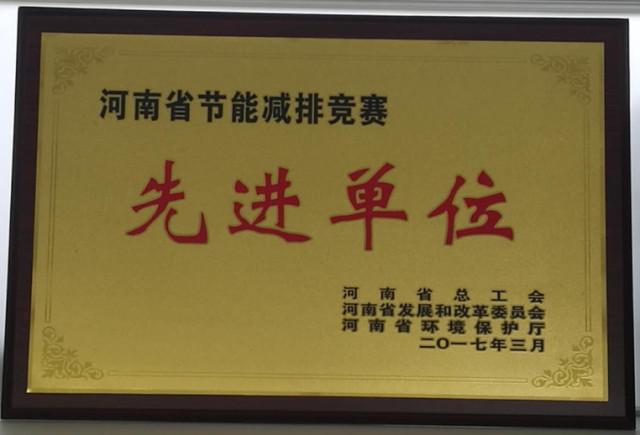 河南省节能减排竞赛
先进单位
河南省总工会
河南省发展和改革委员会
河南省环境保护厅
二〇一七年三月